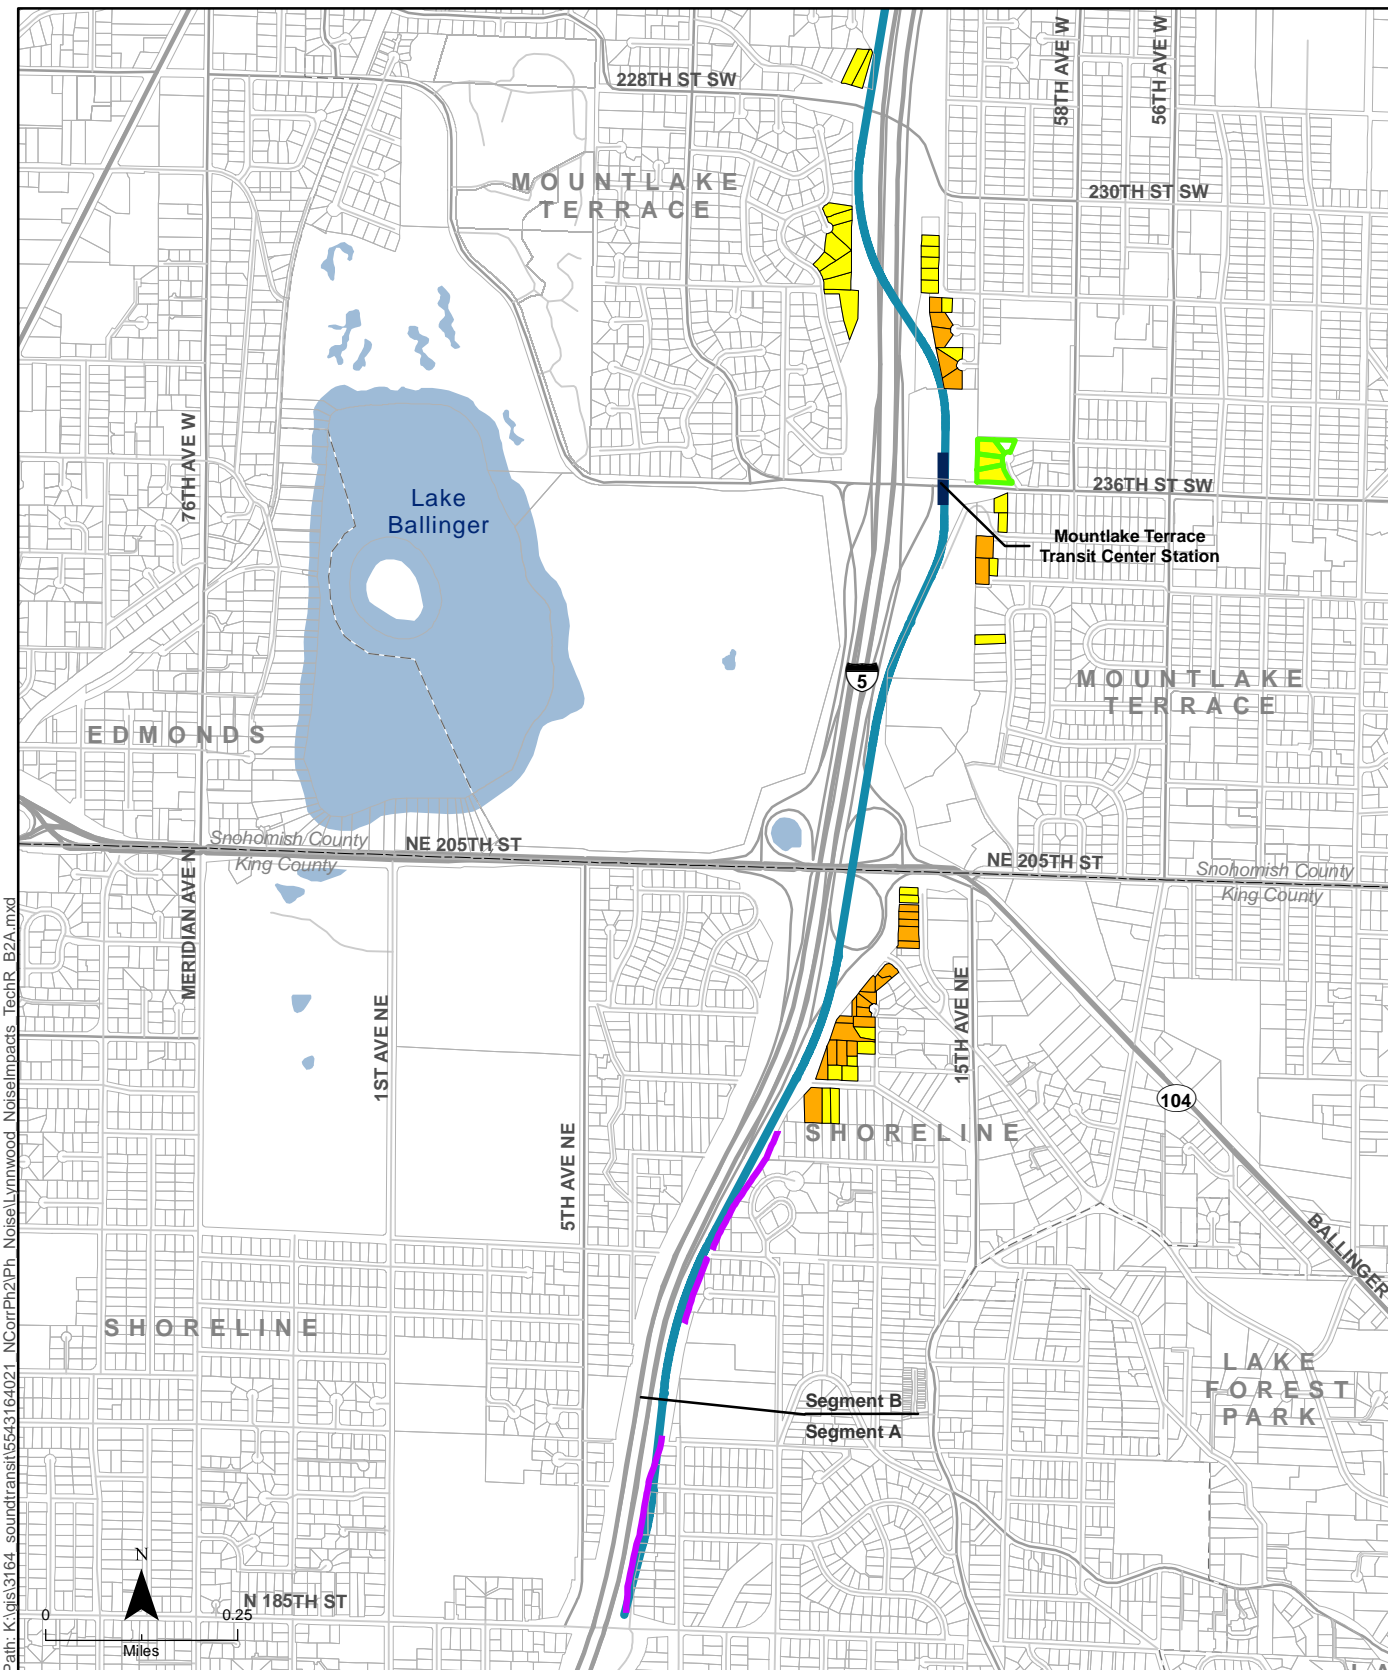 58TH AVE W
56TH AVE W
228TH ST SW
MOUNTLAKE
TERRACE
230TH ST SW
76TH AVE W
Lake
Ballinger
236TH ST SW
Mountlake Terrace
Transit Center Station
5
MOUNTLAKE
TERRACE
EDMONDS
Snohomish County
King County
NE 205TH ST
NE 205TH ST
Snohomish County
King County
MERIDIAN AVE N
1ST AVE NE
5TH AVE NE
15TH AVE NE
104
SHORELINE
BALLINGER
SHORELINE
LAKE
FOREST
PARK
Segment B
Segment A
N
N 185TH ST
0
0.25
Miles
Path: K:\gis\3164_soundtransit\5543164021_NCorrPh2\Ph_Noise\Lynnwood_NoiseImpacts_TechR_B2A.mxd